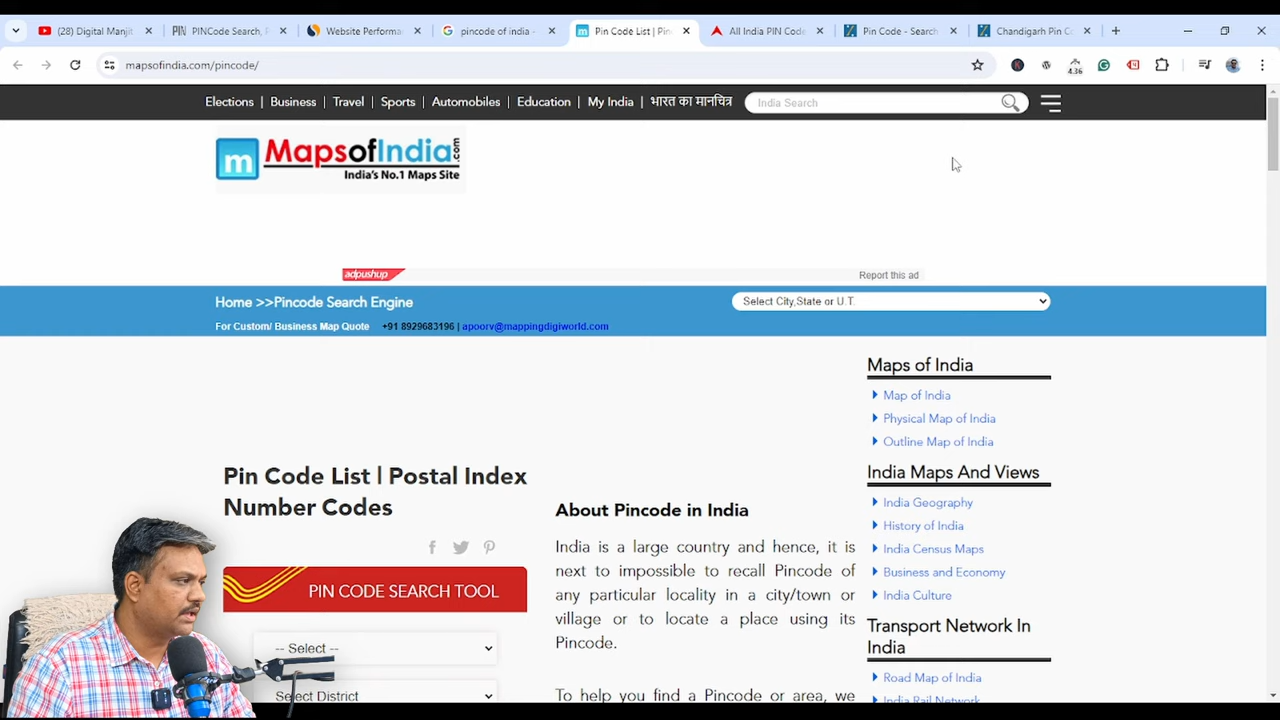 (28) Digital Manjit
PINCode Search, P
Website Performa
pincode of india -
Pin Code List | Pin
All India PIN Code
Pin Code - Search
Chandigarh Pin C
mapsofindia.com/pincode/
4.36
Elections | Business | Travel | Sports | Automobiles | Education | My India | भारत का मानचित्र
India Search
m MapsofIndia.com
India's No.1 Maps Site
adpushup
Report this ad
Home >>Pincode Search Engine
Select City,State or U.T.
For Custom/ Business Map Quote +91 8929683196 | apoorv@mappingdigiworld.com
Pin Code List | Postal Index
Number Codes
PIN CODE SEARCH TOOL
-- Select --
Select District
About Pincode in India
India is a large country and hence, it is
next to impossible to recall Pincode of
any particular locality in a city/town or
village or to locate a place using its
Pincode.
To help you find a Pincode or area, we
Maps of India
Map of India
Physical Map of India
Outline Map of India
India Maps And Views
India Geography
History of India
India Census Maps
Business and Economy
India Culture
Transport Network In
India
Road Map of India
India Rail Network